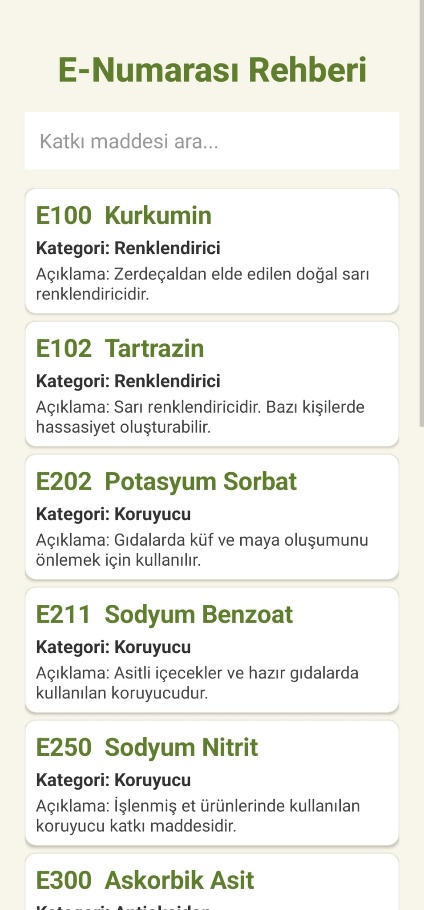 E-Numarası Rehberi
Katkı maddesi ara...
E100 Kurkumin
Kategori: Renklendirici
Açıklama: Zerdeçaldan elde edilen doğal sarı
renklendiricidir.
E102 Tartrazin
Kategori: Renklendirici
Açıklama: Sarı renklendiricidir. Bazı kişilerde
hassasiyet oluşturabilir.
E202 Potasyum Sorbat
Kategori: Koruyucu
Açıklama: Gıdalarda küf ve maya oluşumunu
önlemek için kullanılır.
E211 Sodyum Benzoat
Kategori: Koruyucu
Açıklama: Asitli içecekler ve hazır gıdalarda
kullanılan koruyucudur.
E250 Sodyum Nitrit
Kategori: Koruyucu
Açıklama: İşlenmiş et ürünlerinde kullanılan
koruyucu katkı maddesidir.
E300 Askorbik Asit